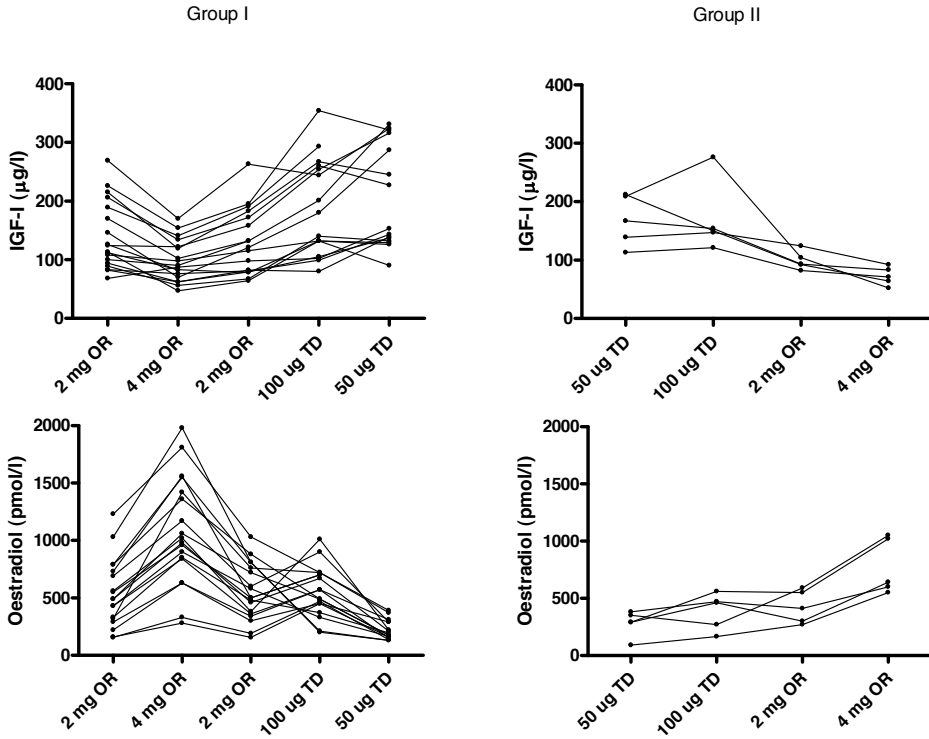 Group I
Group II
400
300
200
100
0
IGF-I (µg/l)
2 mg OR
4 mg OR
2 mg OR
100 ug TD
50 ug TD
400
300
200
100
0
IGF-I (µg/l)
50 ug TD
100 ug TD
2 mg OR
4 mg OR
2000
1500
1000
500
0
Oestradiol (pmol/l)
2 mg OR
4 mg OR
2 mg OR
100 ug TD
50 ug TD
2000
1500
1000
500
0
Oestradiol (pmol/l)
50 ug TD
100 ug TD
2 mg OR
4 mg OR